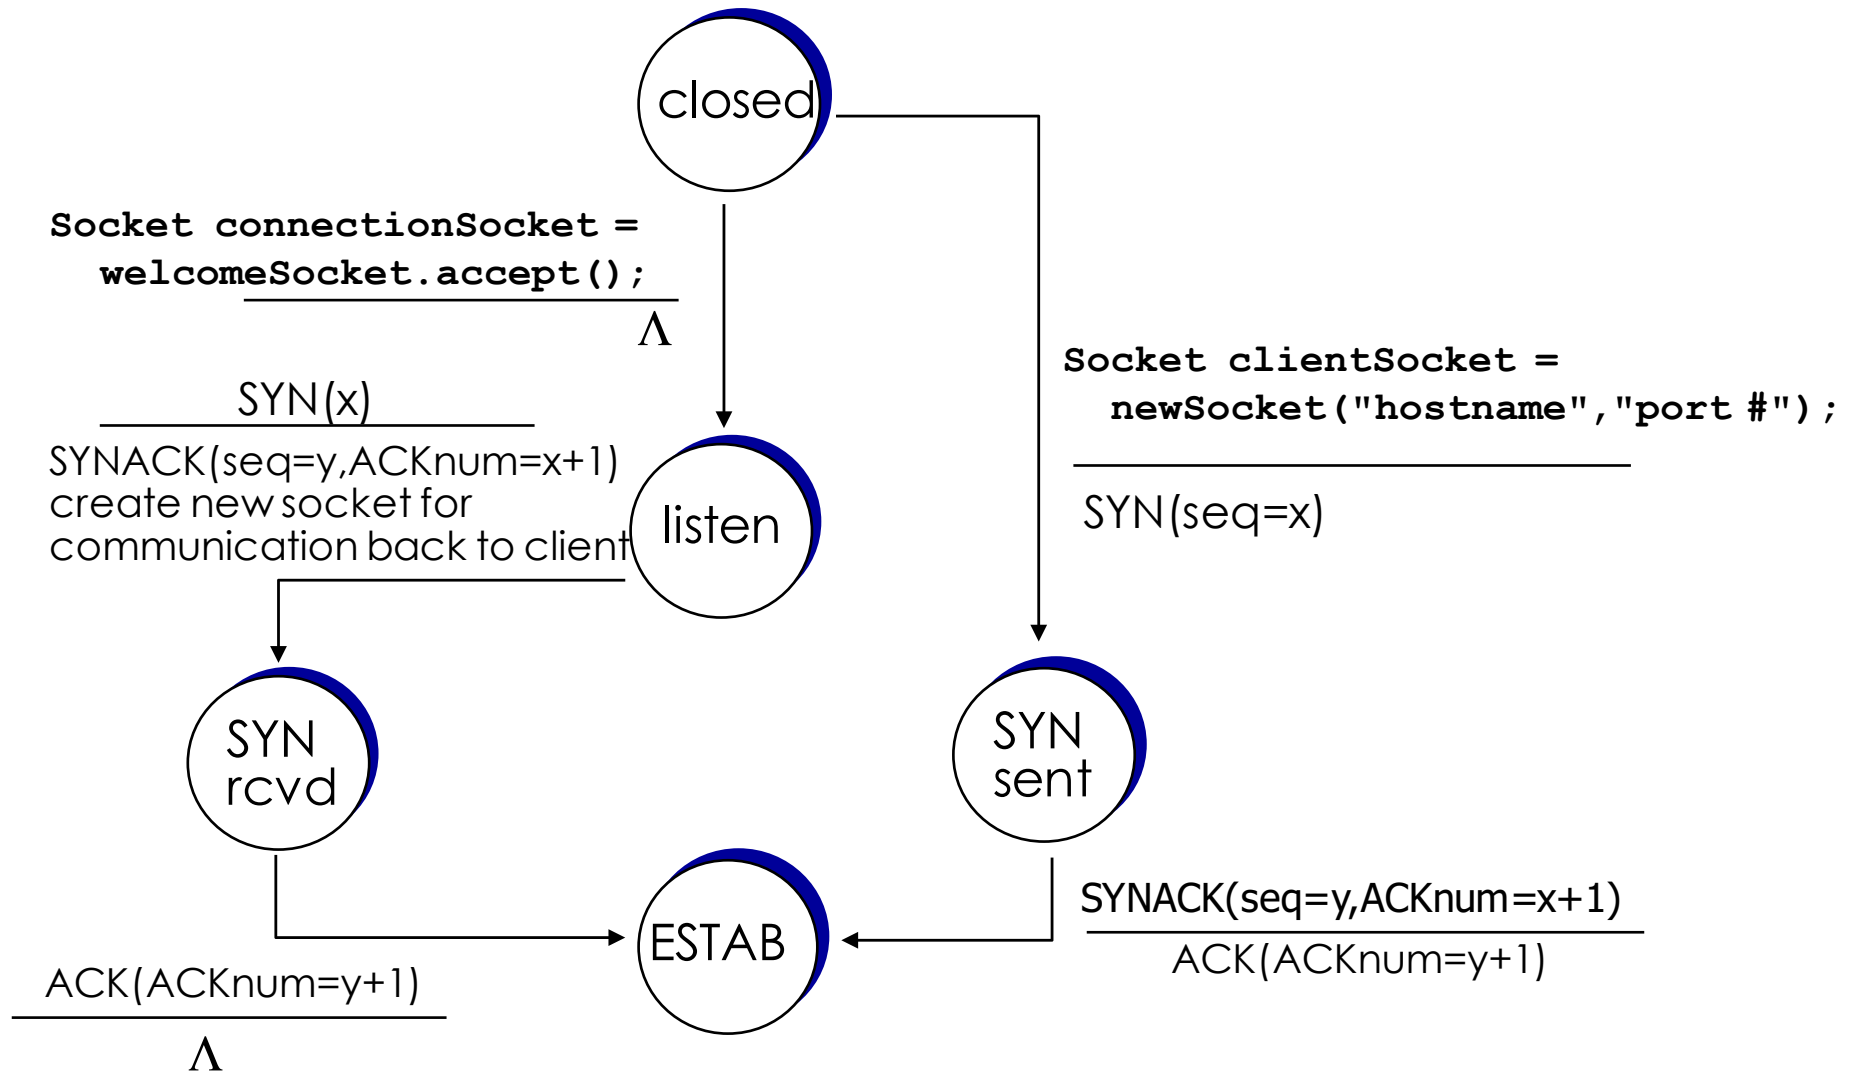 closed
Socket connectionSocket =
welcomeSocket.accept();
Λ
Socket clientSocket =
newSocket("hostname","port #");
SYN(seq=x)
SYN(x)
SYNACK(seq=y,ACKnum=x+1)
create new socket for
communication back to client
listen
SYN
rcvd
SYN
sent
ESTAB
SYNACK(seq=y,ACKnum=x+1)
ACK(ACKnum=y+1)
ACK(ACKnum=y+1)
Λ